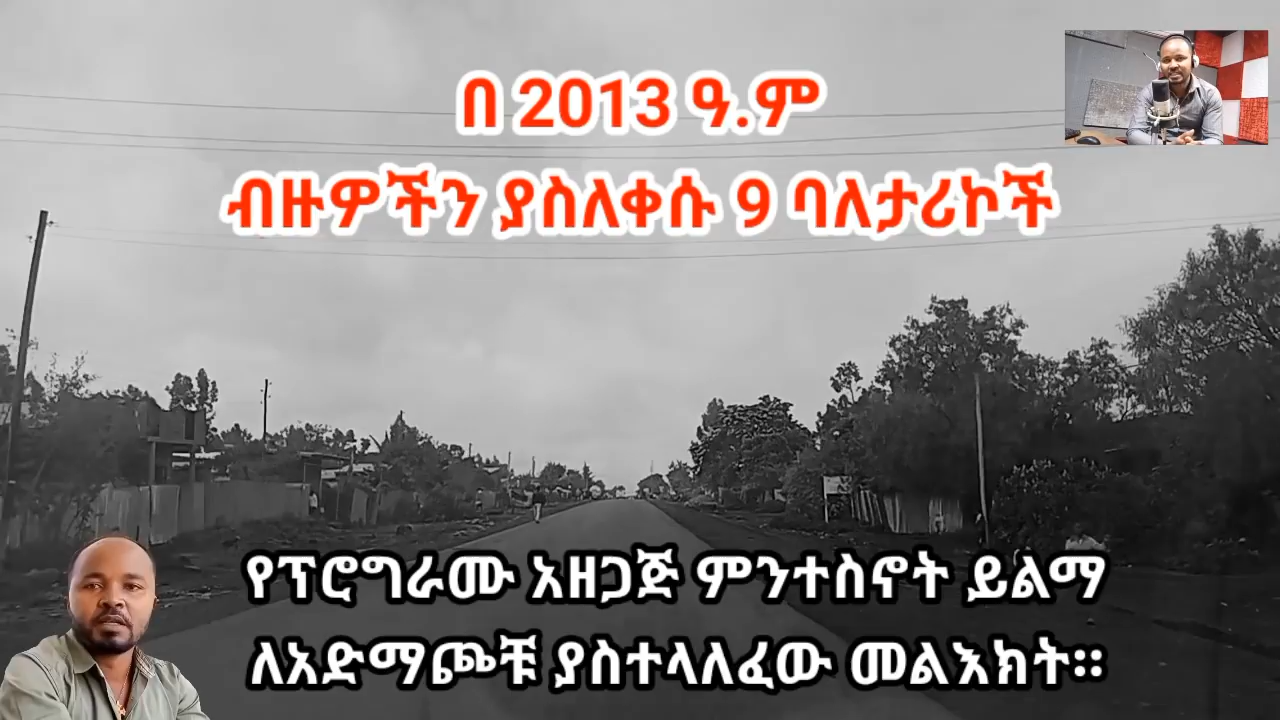 በ 2013 ዓ.ም
ብዙዎችን ያስለቀሱ 9 ባለታሪኮች
የፕሮግራሙ አዘጋጅ ምንተስኖት ይልማ
ለአድማጮቹ ያስተላለፈው መልእክት።